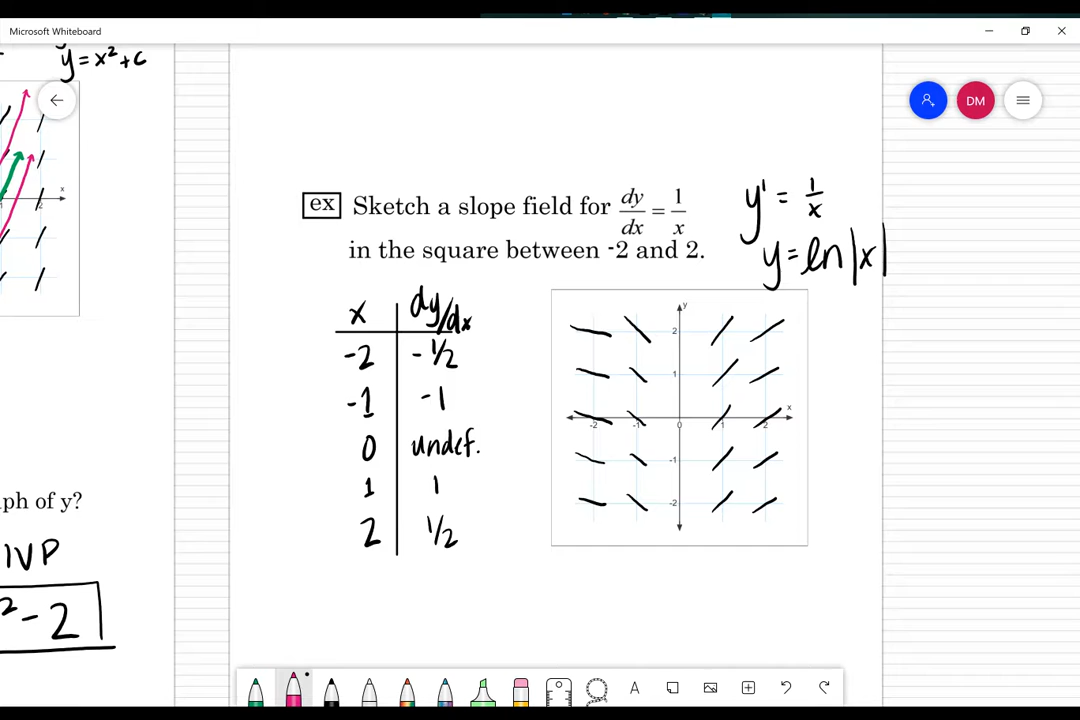 Microsoft Whiteboard
y = x² + C
x
2
DM
ex Sketch a slope field for dy/dx = 1/x
in the square between -2 and 2.
y' = 1/x
y = ln|x|
x dy/dx
-2 -1/2
-1 -1
0 undef.
1 1
2 1/2
y
2
1
x
-2 -1 0 1 2
-1
-2
ph of y?
IVP
² - 2
A